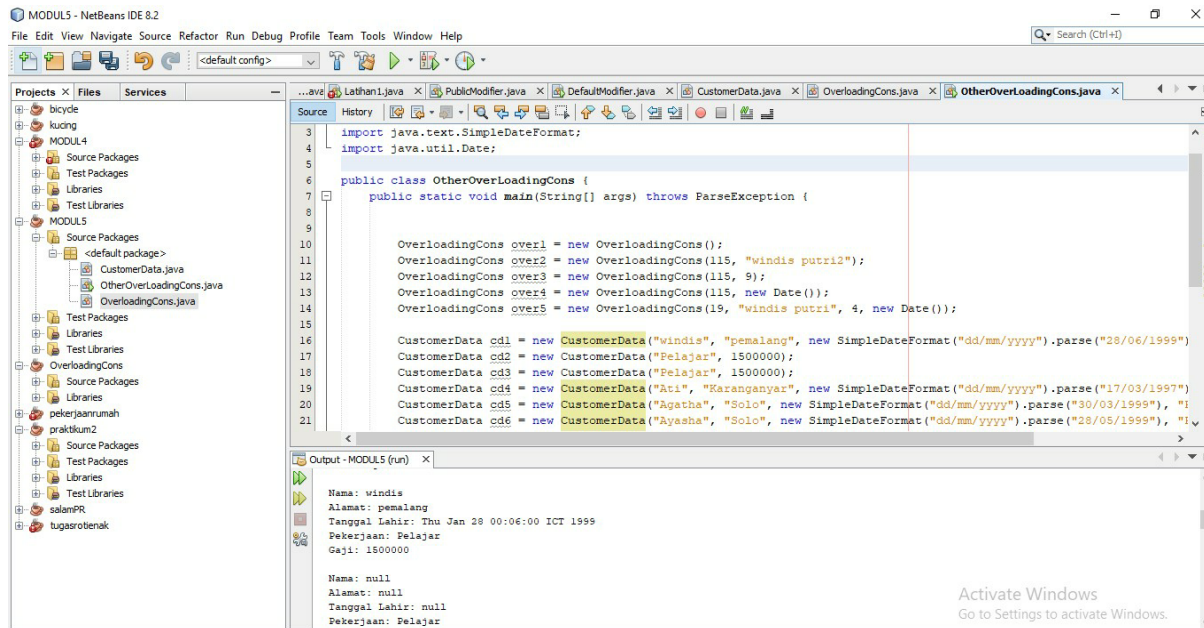 MODUL5 - NetBeans IDE 8.2
File Edit View Navigate Source Refactor Run Debug Profile Team Tools Window Help
Search (Ctrl+I)
<default config>
Projects Files Services
bicycle
kucing
MODUL4
Source Packages
Test Packages
Libraries
Test Libraries
MODUL5
Source Packages
<default package>
CustomerData.java
OtherOverLoadingCons.java
OverloadingCons.java
Test Packages
Libraries
Test Libraries
OverloadingCons
Source Packages
Libraries
pekerjaanrumah
praktikum2
Source Packages
Test Packages
Libraries
Test Libraries
salamPR
tugasrotienak
...ava Latihan1.java PublicModifier.java DefaultModifier.java CustomerData.java OverloadingCons.java OtherOverLoadingCons.java
Source History
3 import java.text.SimpleDateFormat;
4 import java.util.Date;
5
6 public class OtherOverLoadingCons {
7 public static void main(String[] args) throws ParseException {
8
9
10 OverloadingCons over1 = new OverloadingCons();
11 OverloadingCons over2 = new OverloadingCons(115, "windis putri2");
12 OverloadingCons over3 = new OverloadingCons(115, 9);
13 OverloadingCons over4 = new OverloadingCons(115, new Date());
14 OverloadingCons over5 = new OverloadingCons(19, "windis putri", 4, new Date());
15
16 CustomerData cd1 = new CustomerData("windis", "pemalang", new SimpleDateFormat("dd/mm/yyyy").parse("28/06/1999")
17 CustomerData cd2 = new CustomerData("Pelajar", 1500000);
18 CustomerData cd3 = new CustomerData("Pelajar", 1500000);
19 CustomerData cd4 = new CustomerData("Ati", "Karanganyar", new SimpleDateFormat("dd/mm/yyyy").parse("17/03/1997")
20 CustomerData cd5 = new CustomerData("Agatha", "Solo", new SimpleDateFormat("dd/mm/yyyy").parse("30/03/1999"),
21 CustomerData cd6 = new CustomerData("Ayasha", "Solo", new SimpleDateFormat("dd/mm/yyyy").parse("28/05/1999"),
Output - MODUL5 (run)
Nama: windis
Alamat: pemalang
Tanggal Lahir: Thu Jan 28 00:06:00 ICT 1999
Pekerjaan: Pelajar
Gaji: 1500000
Nama: null
Alamat: null
Tanggal Lahir: null
Pekerjaan: Pelajar
Activate Windows
Go to Settings to activate Windows.